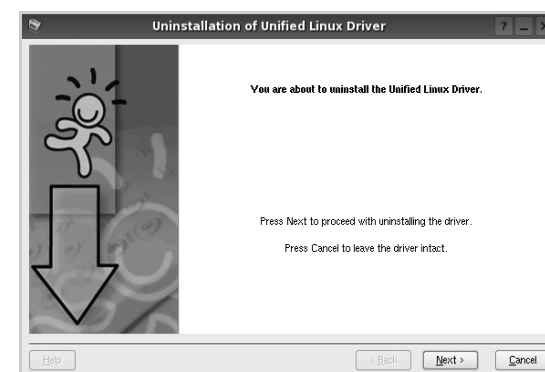 Uninstallation of Unified Linux Driver
You are about to uninstall the Unified Linux Driver.
Press Next to proceed with uninstalling the driver.
Press Cancel to leave the driver intact.
Help
< Back
Next >
Cancel